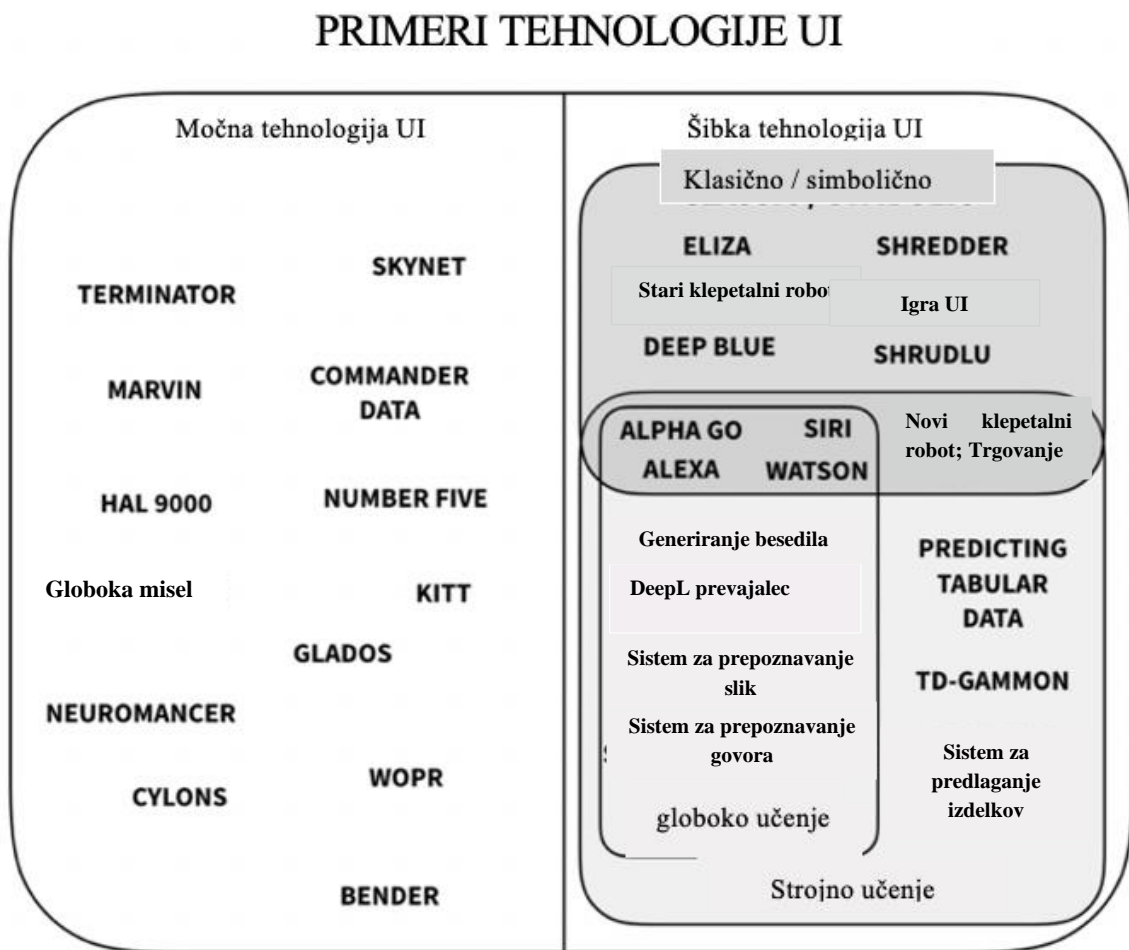 PRIMERI TEHNOLOGIJE UI
Močna tehnologija UI
SKYNET
TERMINATOR
MARVIN
COMMANDER
DATA
HAL 9000
NUMBER FIVE
Globoka misel
KITT
GLADOS
NEUROMANCER
WOPR
CYLONS
BENDER
Šibka tehnologija UI
Klasično / simbolično
ELIZA
SHREDDER
Stari klepetalni robot
Igra UI
DEEP BLUE
SHRUDLU
ALPHA GO
SIRI
ALEXA
WATSON
Novi klepetalni
robot; Trgovanje
Generiranje besedila
DeepL prevajalec
Sistem za prepoznavanje
slik
Sistem za prepoznavanje
govora
globoko učenje
PREDICTING
TABULAR
DATA
TD-GAMMON
Sistem za
predlaganje
izdelkov
Strojno učenje